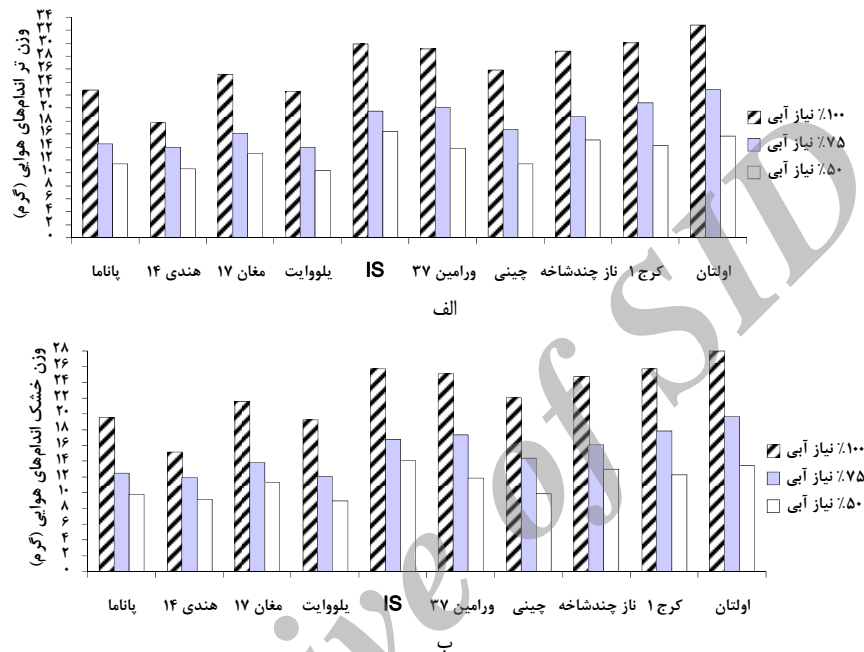 وزن تر اندام‌های هوایی (گرم)
۳۴
۳۲
۳۰
۲۸
۲۶
۲۴
۲۲
۲۰
۱۸
۱۶
۱۴
۱۲
۱۰
۸
۶
۴
۲
۰
۱۰۰٪ نیاز آبی
۷۵٪ نیاز آبی
۵۰٪ نیاز آبی
پاناما هندی ۱۴ مغان ۱۷ یلووایت IS ورامین ۳۷ چینی ناز چندشاخه کرج ۱ اولتان
الف
وزن خشک اندام‌های هوایی (گرم)
۲۸
۲۶
۲۴
۲۲
۲۰
۱۸
۱۶
۱۴
۱۲
۱۰
۸
۶
۴
۲
۰
۱۰۰٪ نیاز آبی
۷۵٪ نیاز آبی
۵۰٪ نیاز آبی
پاناما هندی ۱۴ مغان ۱۷ یلووایت IS ورامین ۳۷ چینی ناز چندشاخه کرج ۱ اولتان
ب
ive of SID